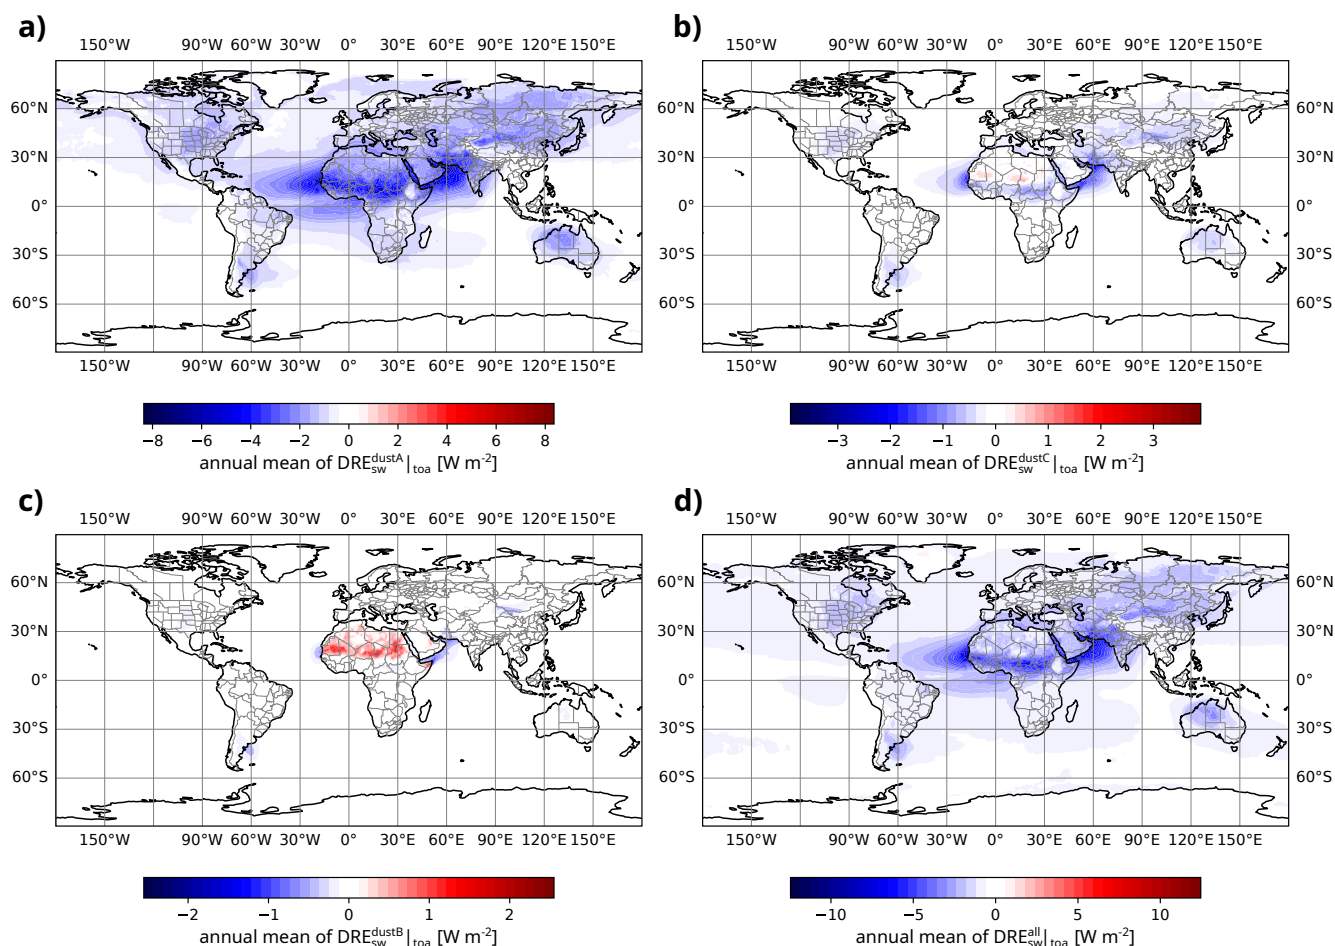 a)
150°W 90°W 60°W 30°W 0° 30°E 60°E 90°E 120°E 150°E
60°N
30°N
0°
30°S
60°S
150°W 90°W 60°W 30°W 0° 30°E 60°E 90°E 120°E 150°E
−8 −6 −4 −2 0 2 4 6 8
annual mean of DRE_sw^dustA|_toa [W m^-2]
b)
150°W 90°W 60°W 30°W 0° 30°E 60°E 90°E 120°E 150°E
60°N
30°N
0°
30°S
60°S
150°W 90°W 60°W 30°W 0° 30°E 60°E 90°E 120°E 150°E
−3 −2 −1 0 1 2 3
annual mean of DRE_sw^dustC|_toa [W m^-2]
c)
150°W 90°W 60°W 30°W 0° 30°E 60°E 90°E 120°E 150°E
60°N
30°N
0°
30°S
60°S
150°W 90°W 60°W 30°W 0° 30°E 60°E 90°E 120°E 150°E
−2 −1 0 1 2
annual mean of DRE_sw^dustB|_toa [W m^-2]
d)
150°W 90°W 60°W 30°W 0° 30°E 60°E 90°E 120°E 150°E
60°N
30°N
0°
30°S
60°S
150°W 90°W 60°W 30°W 0° 30°E 60°E 90°E 120°E 150°E
−10 −5 0 5 10
annual mean of DRE_sw^all|_toa [W m^-2]